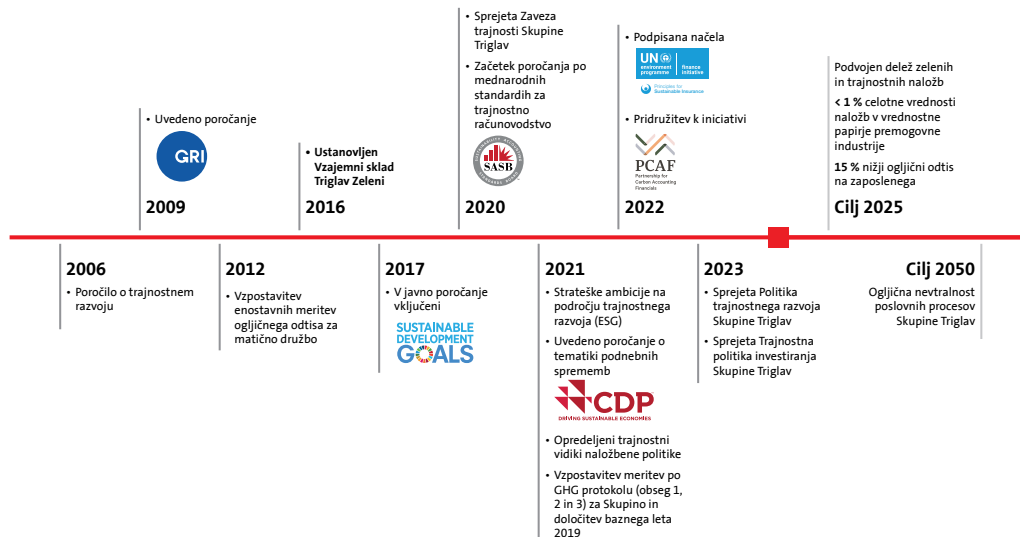 • Uvedeno poročanje
GRI
2009
• Ustanovljen
Vzajemni sklad
Triglav Zeleni
2016
• Sprejeta Zaveza
trajnosti Skupine
Triglav
• Začetek poročanja po
mednarodnih
standardih za
trajnostno
računovodstvo
SASB
2020
• Podpisana načela
UN
environment
programme
finance
initiative
Principles for
Sustainable Insurance
• Pridružitev k iniciativi
PCAF
Partnership for
Carbon Accounting
Financials
2022
Podvojen delež zelenih
in trajnostnih naložb
< 1 % celotne vrednosti
naložb v vrednostne
papirje premogovne
industrije
15 % nižji ogljični odtis
na zaposlenega
Cilj 2025
2006
• Poročilo o trajnostnem
razvoju
2012
• Vzpostavitev
enostavnih meritev
ogljičnega odtisa za
matično družbo
2017
• V javno poročanje
vključeni
SUSTAINABLE
DEVELOPMENT
GOALS
2021
• Strateške ambicije na
področju trajnostnega
razvoja (ESG)
• Uvedeno poročanje o
tematiki podnebnih
sprememb
CDP
DRIVING SUSTAINABLE ECONOMIES
• Opredeljeni trajnostni
vidiki naložbene politike
• Vzpostavitev meritev po
GHG protokolu (obseg 1,
2 in 3) za Skupino in
določitev baznega leta
2019
2023
• Sprejeta Politika
trajnostnega razvoja
Skupine Triglav
• Sprejeta Trajnostna
politika investiranja
Skupine Triglav
Cilj 2050
Ogljična nevtralnost
poslovnih procesov
Skupine Triglav